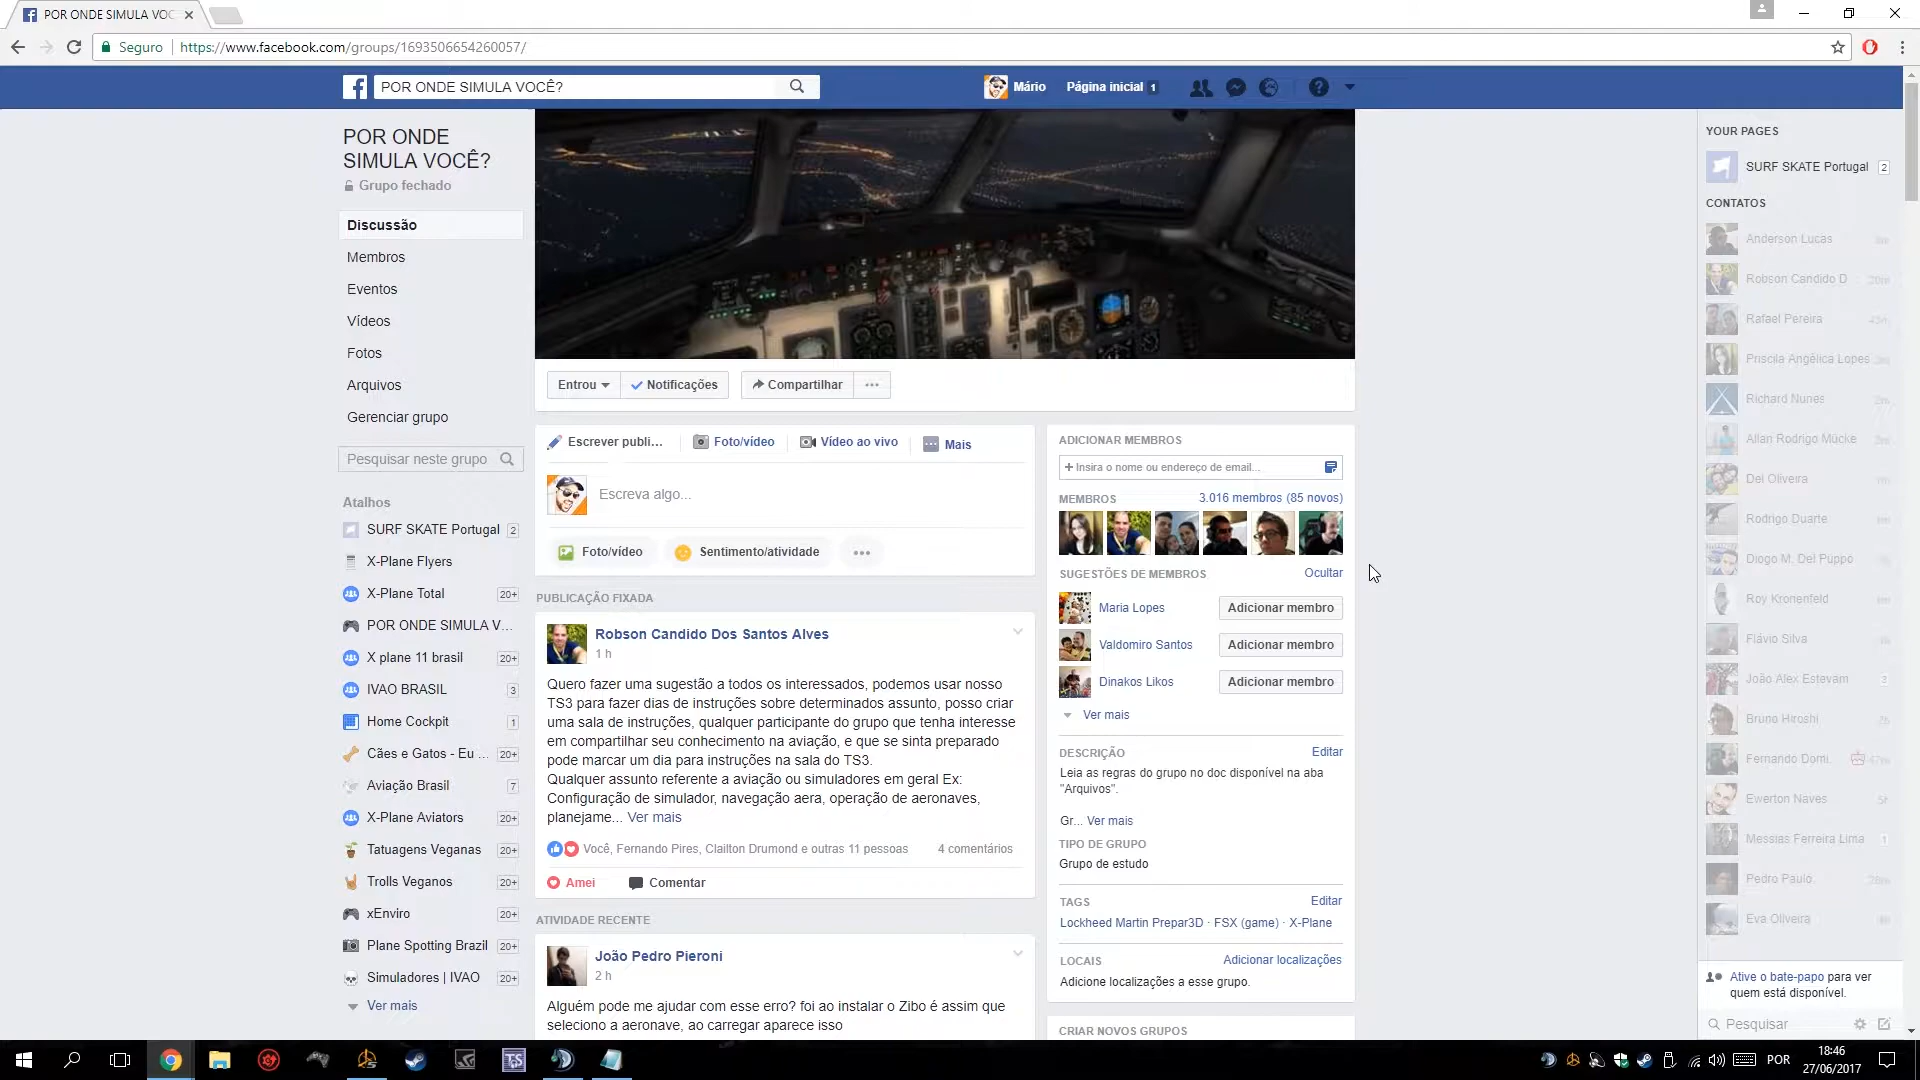 POR ONDE SIMULA VOC
Seguro
https://www.facebook.com/groups/1693506654260057/
POR ONDE SIMULA VOCÊ?
Mário
Página inicial 1
POR ONDE
SIMULA VOCÊ?
Grupo fechado
Discussão
Membros
Eventos
Vídeos
Fotos
Arquivos
Gerenciar grupo
Pesquisar neste grupo
Atalhos
SURF SKATE Portugal 2
X-Plane Flyers
X-Plane Total 20+
POR ONDE SIMULA V...
X plane 11 brasil 20+
IVAO BRASIL 3
Home Cockpit 1
Cães e Gatos - Eu ... 20+
Aviação Brasil 7
X-Plane Aviators 20+
Tatuagens Veganas 20+
Trolls Veganos 20+
xEnviro 20+
Plane Spotting Brazil 20+
Simuladores | IVAO 20+
Ver mais
Entrou
Notificações
Compartilhar
Escrever publi...
Foto/vídeo
Vídeo ao vivo
Mais
Escreva algo...
Foto/vídeo
Sentimento/atividade
PUBLICAÇÃO FIXADA
Robson Candido Dos Santos Alves
1 h
Quero fazer uma sugestão a todos os interessados, podemos usar nosso
TS3 para fazer dias de instruções sobre determinados assunto, posso criar
uma sala de instruções, qualquer participante do grupo que tenha interesse
em compartilhar seu conhecimento na aviação, e que se sinta preparado
pode marcar um dia para instruções na sala do TS3.
Qualquer assunto referente a aviação ou simuladores em geral Ex:
Configuração de simulador, navegação aera, operação de aeronaves,
planejame... Ver mais
Você, Fernando Pires, Clailton Drumond e outras 11 pessoas
4 comentários
Amei
Comentar
ATIVIDADE RECENTE
João Pedro Pieroni
2 h
Alguém pode me ajudar com esse erro? foi ao instalar o Zibo é assim que
seleciono a aeronave, ao carregar aparece isso
ADICIONAR MEMBROS
+ Insira o nome ou endereço de email...
MEMBROS
3.016 membros (85 novos)
SUGESTÕES DE MEMBROS
Ocultar
Maria Lopes
Adicionar membro
Valdomiro Santos
Adicionar membro
Dinakos Likos
Adicionar membro
Ver mais
DESCRIÇÃO
Editar
Leia as regras do grupo no doc disponível na aba
"Arquivos".
Gr... Ver mais
TIPO DE GRUPO
Grupo de estudo
TAGS
Editar
Lockheed Martin Prepar3D · FSX (game) · X-Plane
LOCAIS
Adicionar localizações
Adicione localizações a esse grupo.
CRIAR NOVOS GRUPOS
YOUR PAGES
SURF SKATE Portugal 2
CONTATOS
Anderson Lucas
Robson Candido D
Rafael Pereira
Priscila Angêlica Lopes
Richard Nunes
Allan Rodrigo Mücke
Del Oliveira
Rodrigo Duarte
Diogo M. Del Puppo
Roy Kronenfeld
Flávio Silva
João Alex Estevam
Bruno Hiroshi
Fernando Domi.
Ewerton Naves
Messias Ferreira Lima
Pedro Paulo
Eva Oliveira
Ative o bate-papo para ver
quem está disponível.
Pesquisar
POR
18:46
27/06/2017